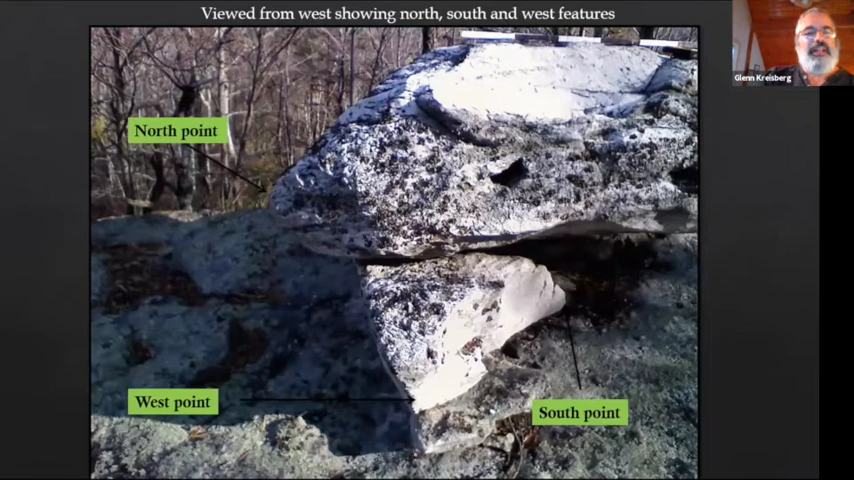 Viewed from west showing north, south and west features
Glenn Kreisberg
North point
West point
South point